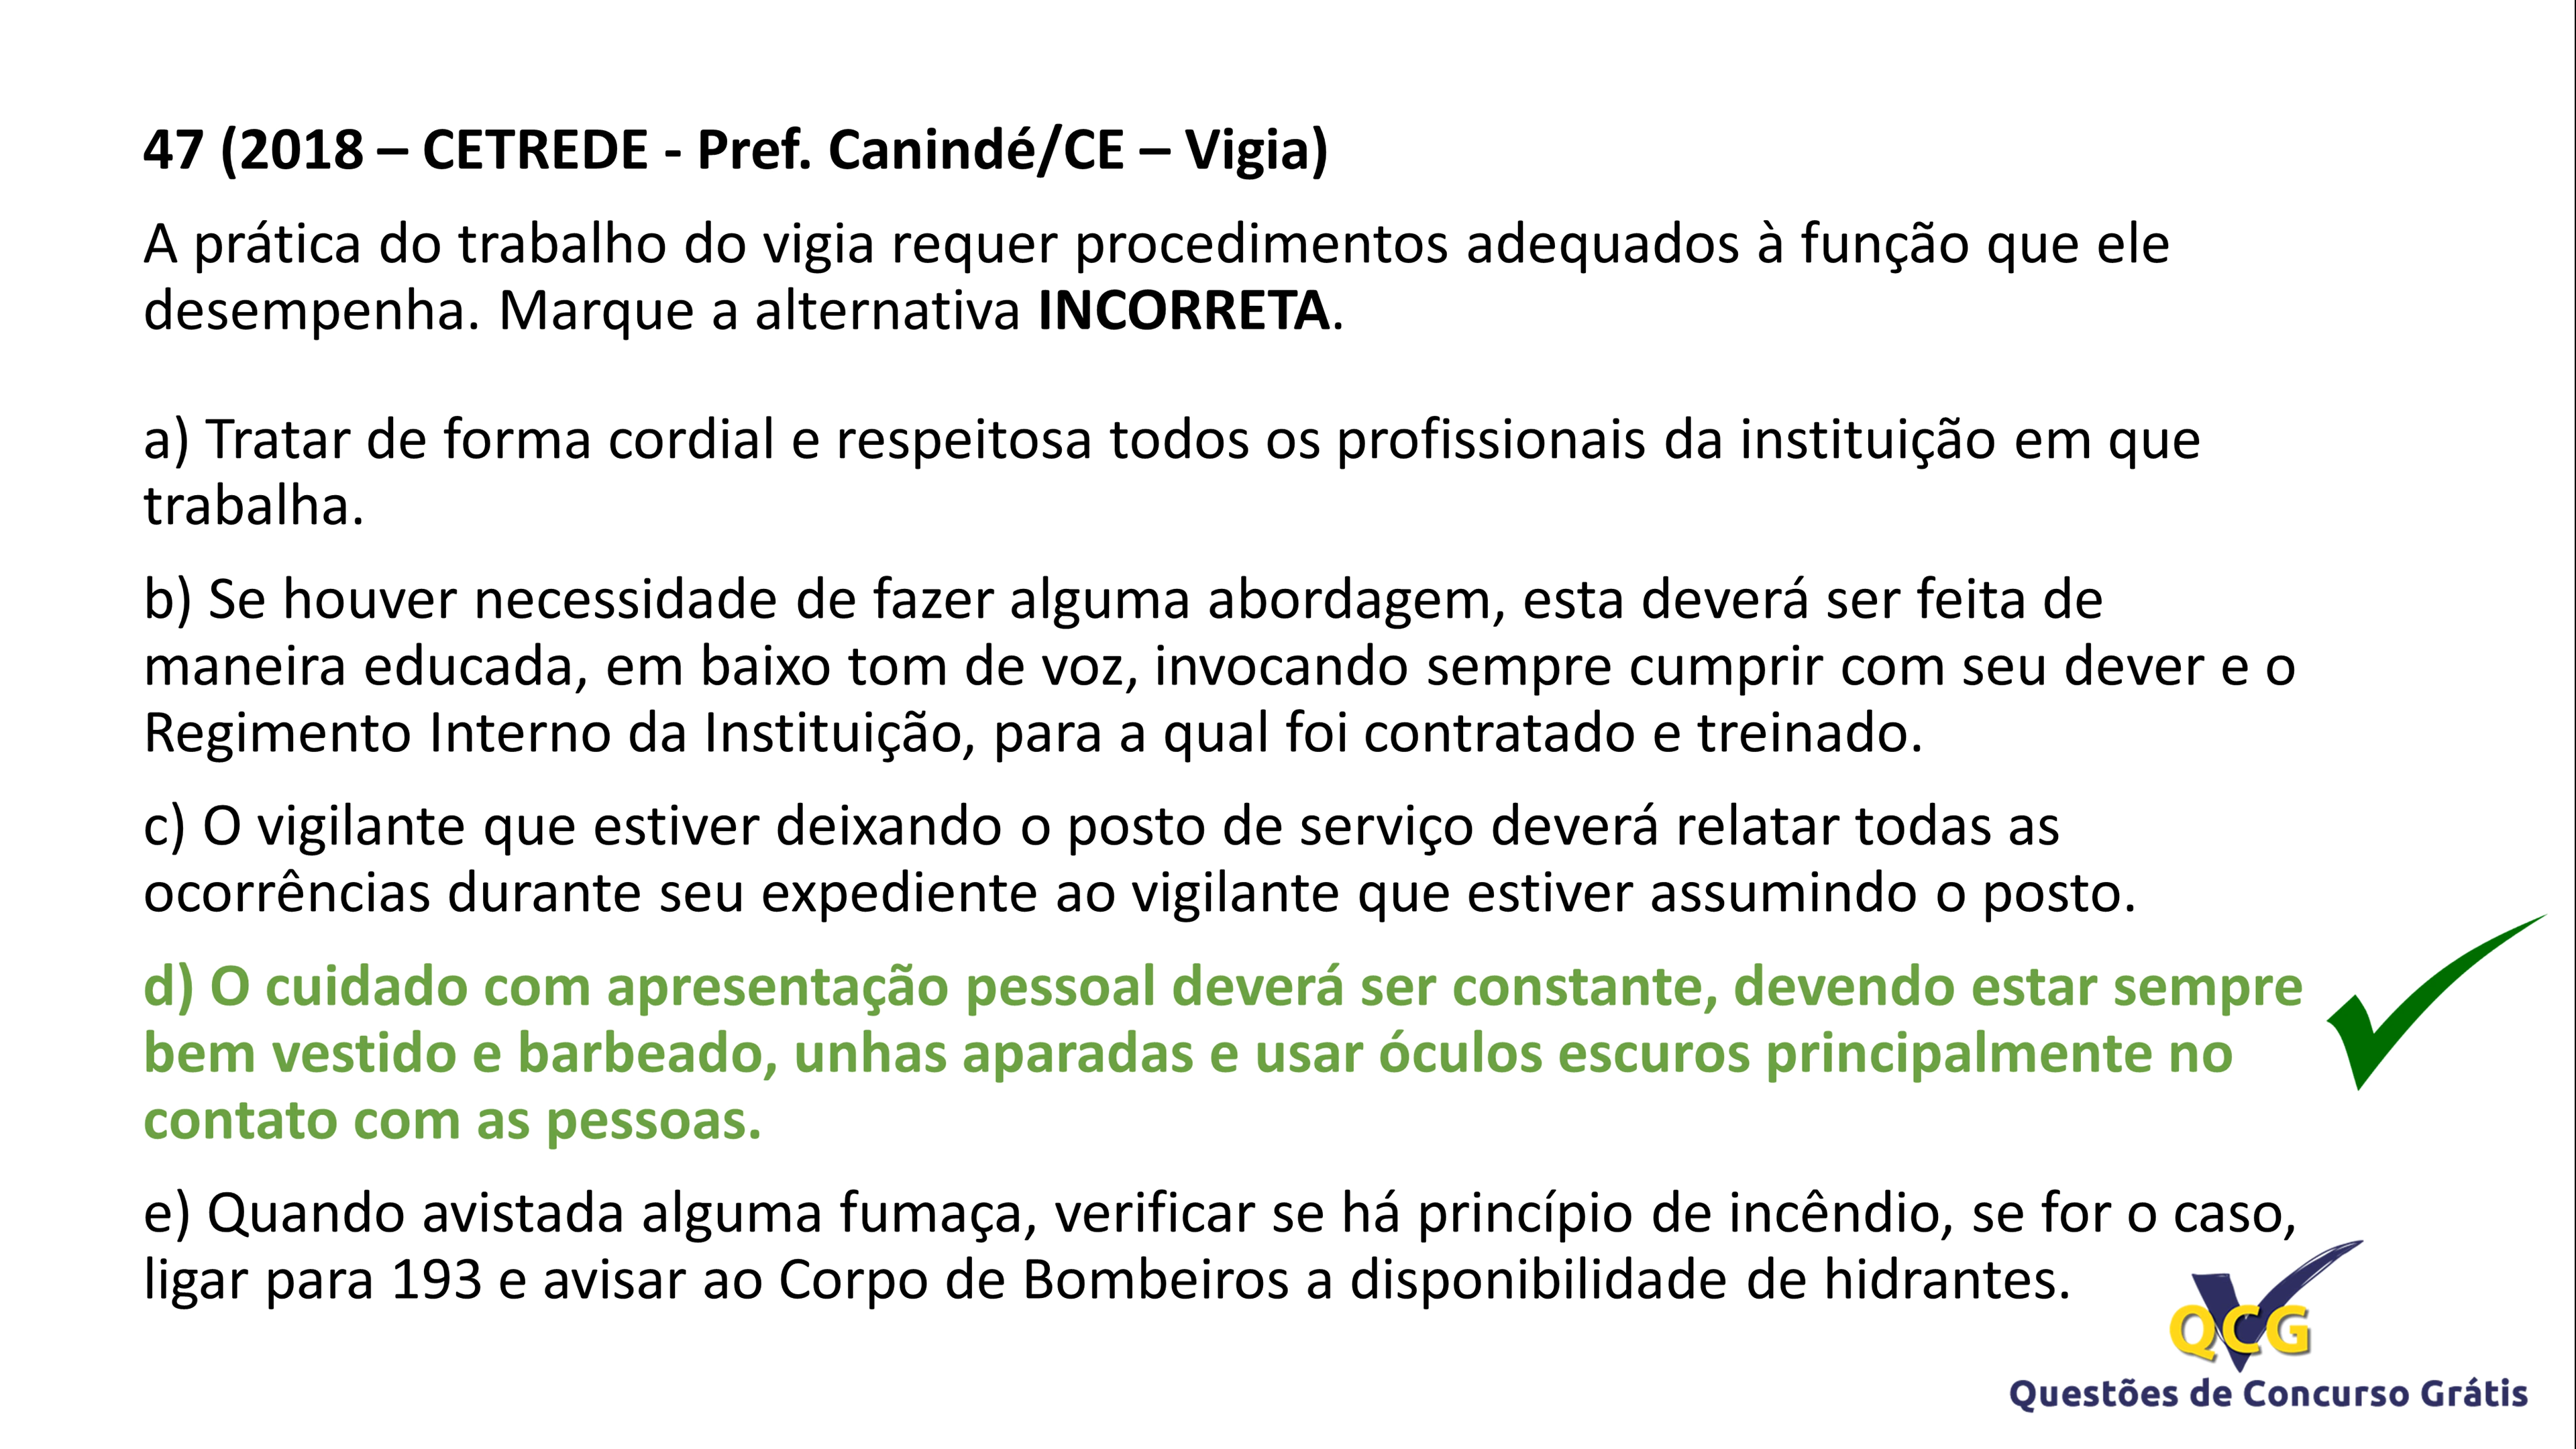 47 (2018 – CETREDE - Pref. Canindé/CE – Vigia)
A prática do trabalho do vigia requer procedimentos adequados à função que ele
desempenha. Marque a alternativa INCORRETA.
a) Tratar de forma cordial e respeitosa todos os profissionais da instituição em que
trabalha.
b) Se houver necessidade de fazer alguma abordagem, esta deverá ser feita de
maneira educada, em baixo tom de voz, invocando sempre cumprir com seu dever e o
Regimento Interno da Instituição, para a qual foi contratado e treinado.
c) O vigilante que estiver deixando o posto de serviço deverá relatar todas as
ocorrências durante seu expediente ao vigilante que estiver assumindo o posto.
d) O cuidado com apresentação pessoal deverá ser constante, devendo estar sempre
bem vestido e barbeado, unhas aparadas e usar óculos escuros principalmente no
contato com as pessoas.
e) Quando avistada alguma fumaça, verificar se há princípio de incêndio, se for o caso,
ligar para 193 e avisar ao Corpo de Bombeiros a disponibilidade de hidrantes.
QCG
Questões de Concurso Grátis